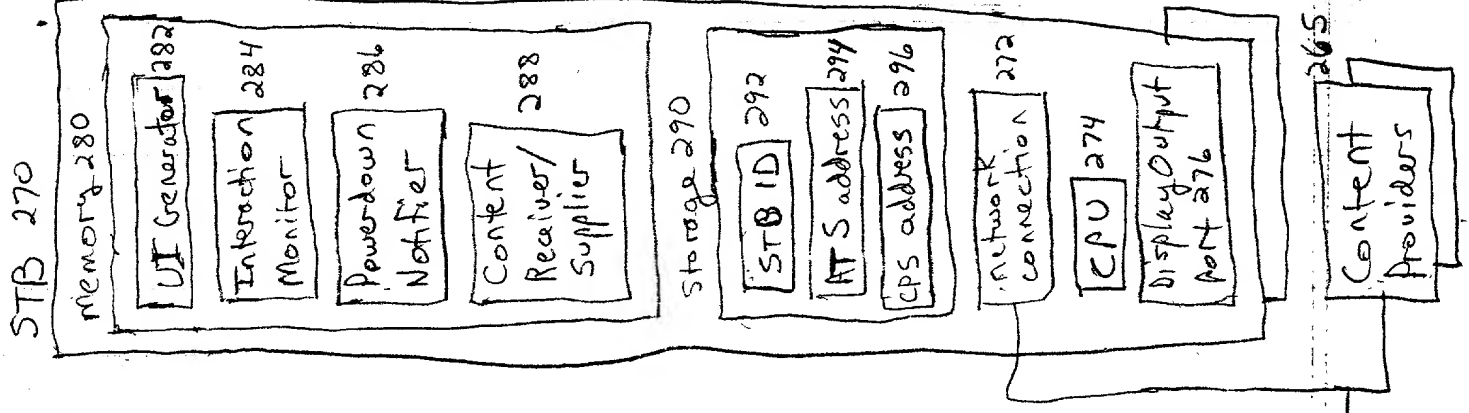 STB 270
memory 280
UI Generator 282
Interaction 284
Monitor
Powerdown 286
Notifier
Content
Receiver/ 288
Supplier
Storage 290
STB ID 292
ATS address 294
CPS address 296
network 272
connection
CPU 274
Display Output
port 276
265
Content
Providers